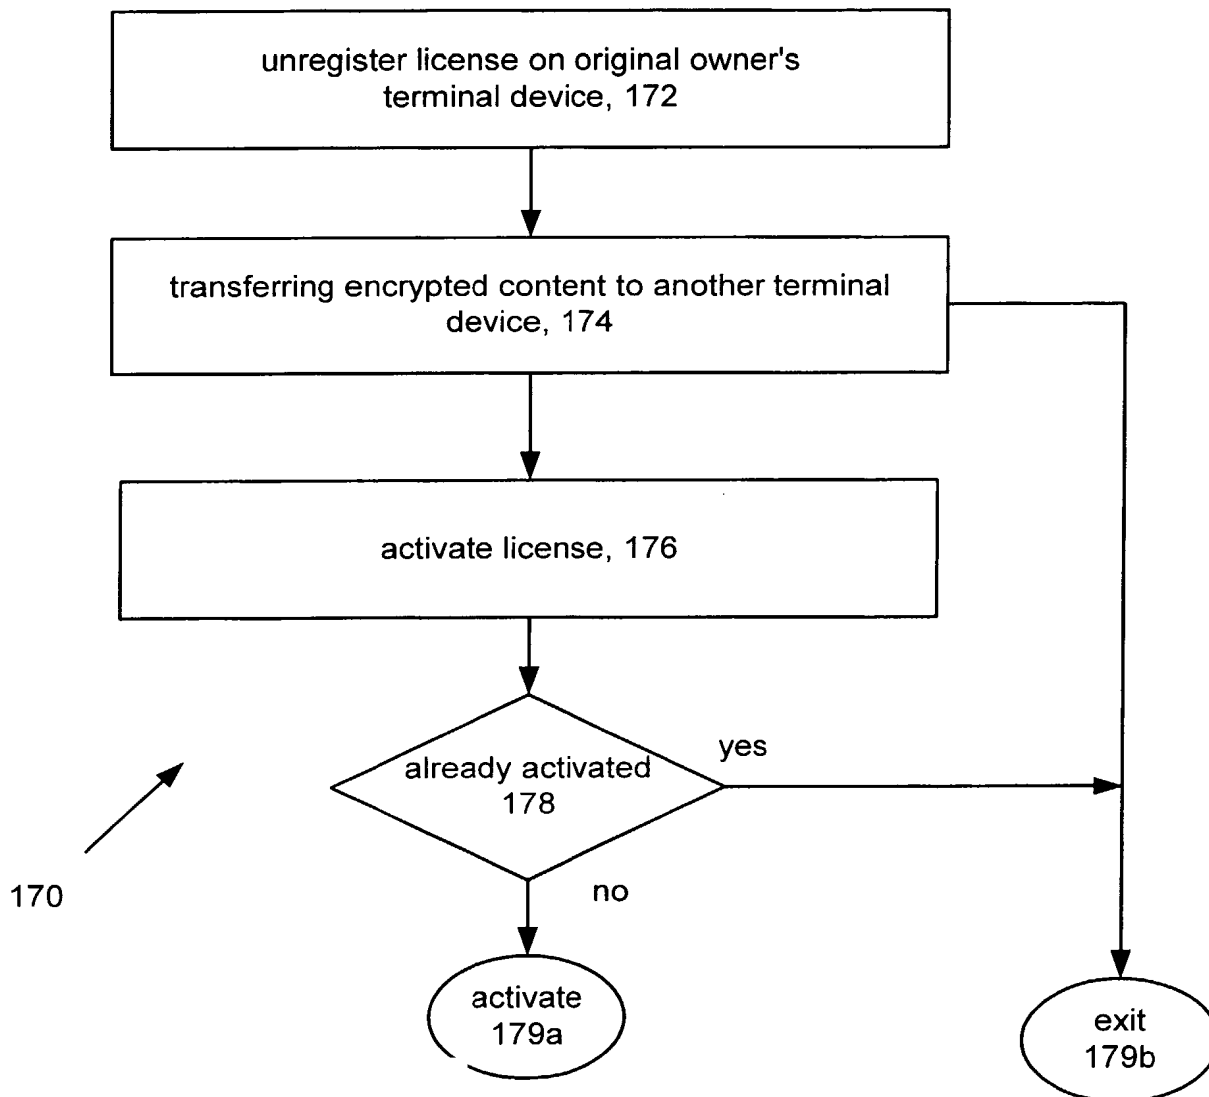 unregister license on original owner's
terminal device, 172
transferring encrypted content to another terminal
device, 174
activate license, 176
already activated
178
yes
no
170
activate
179a
exit
179b